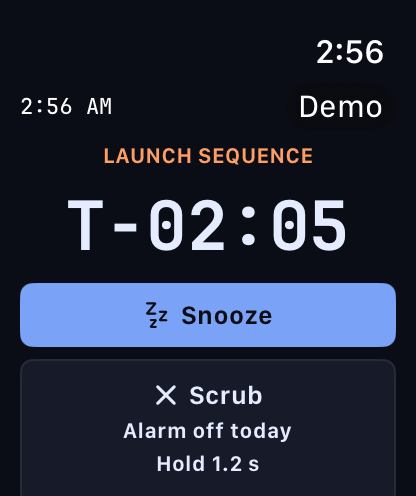 2:56
2:56 AM
Demo
LAUNCH SEQUENCE
T-02:05
Snooze
Scrub
Alarm off today
Hold 1.2 s